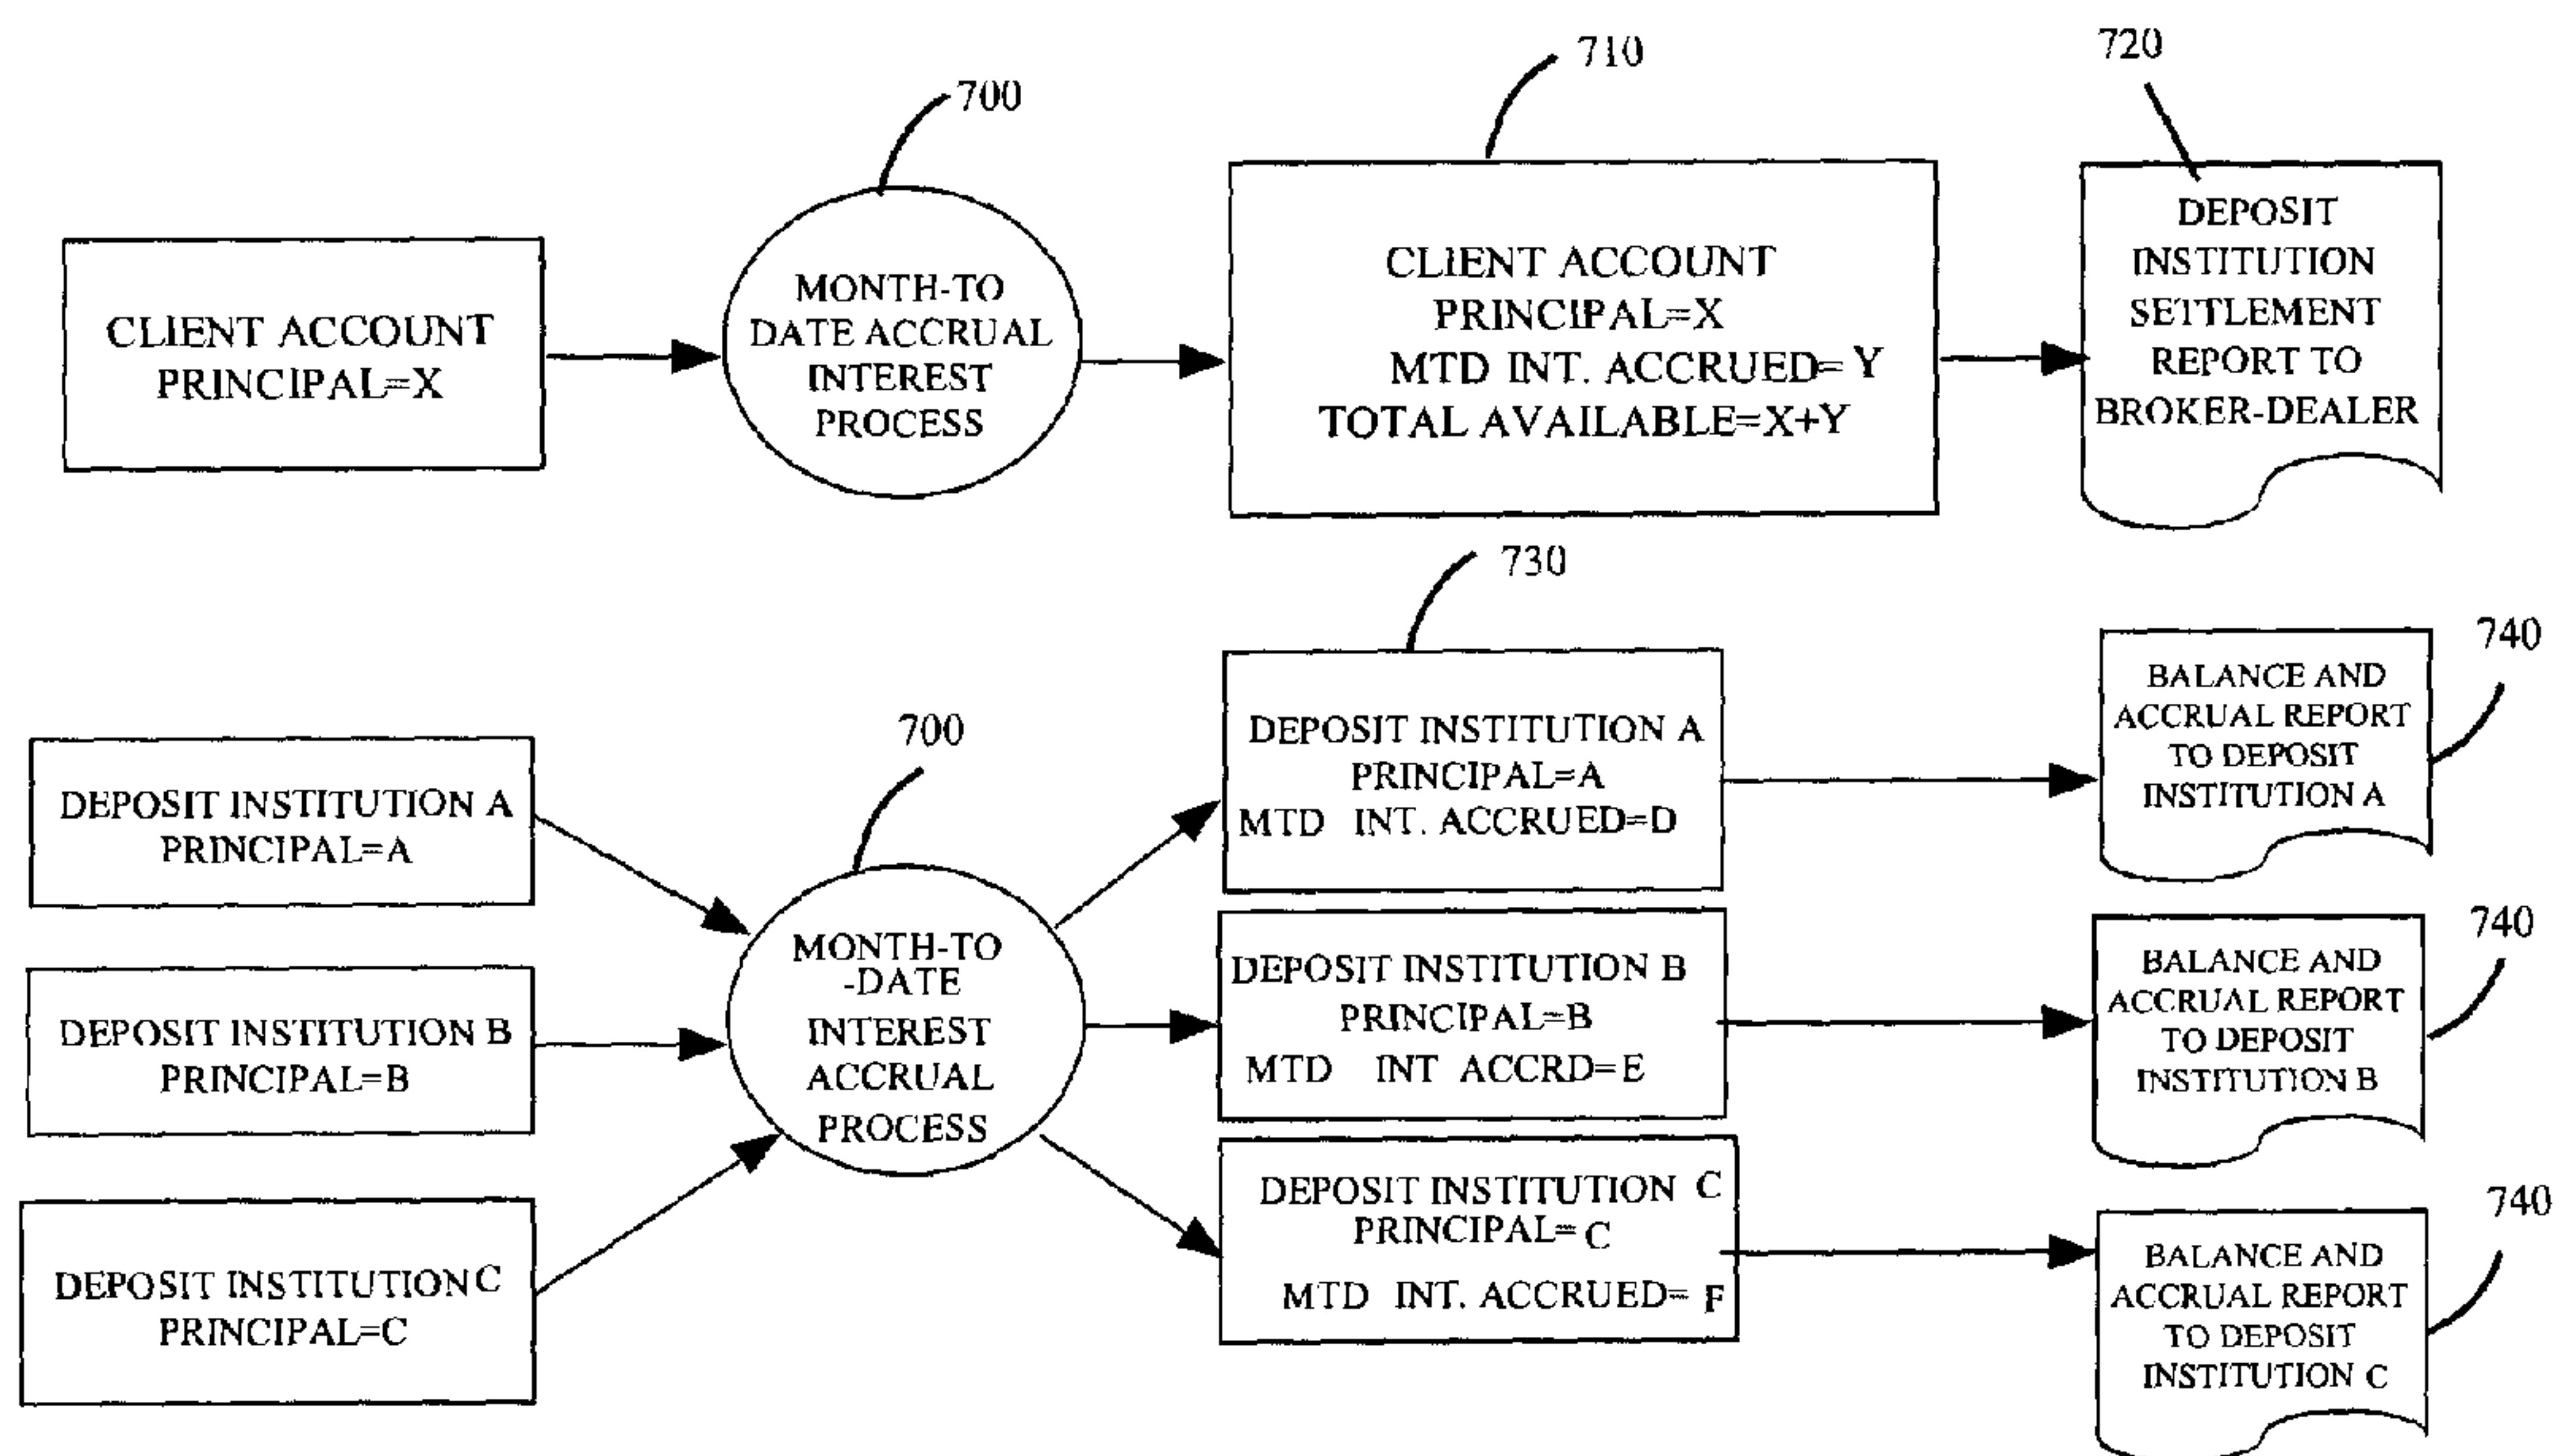 710
720
700
CLIENT ACCOUNT
PRINCIPAL=X
MONTH-TO
DATE ACCRUAL
INTEREST
PROCESS
CLIENT ACCOUNT
PRINCIPAL=X
MTD INT. ACCRUED= Y
TOTAL AVAILABLE=X+Y
DEPOSIT
INSTITUTION
SETTLEMENT
REPORT TO
BROKER-DEALER
730
740
700
DEPOSIT INSTITUTION A
PRINCIPAL=A
DEPOSIT INSTITUTION B
PRINCIPAL=B
DEPOSIT INSTITUTION C
PRINCIPAL=C
MONTH-TO
-DATE
INTEREST
ACCRUAL
PROCESS
DEPOSIT INSTITUTION A
PRINCIPAL=A
MTD INT. ACCRUED=D
BALANCE AND
ACCRUAL REPORT
TO DEPOSIT
INSTITUTION A
740
DEPOSIT INSTITUTION B
PRINCIPAL=B
MTD INT ACCRD=E
BALANCE AND
ACCRUAL REPORT
TO DEPOSIT
INSTITUTION B
740
DEPOSIT INSTITUTION C
PRINCIPAL= C
MTD INT. ACCRUED= F
BALANCE AND
ACCRUAL REPORT
TO DEPOSIT
INSTITUTION C